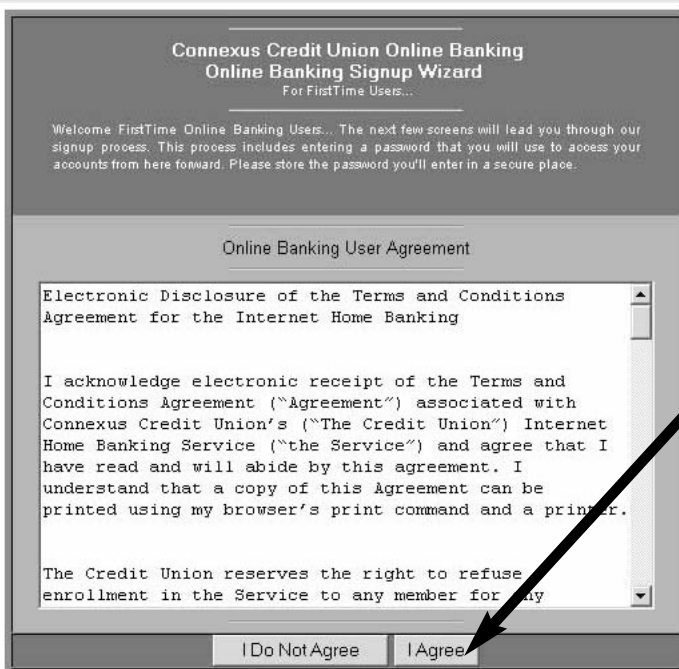 Connexus Credit Union Online Banking
Online Banking Signup Wizard
For FirstTime Users...
Welcome FirstTime Online Banking Users... The next few screens will lead you through our
signup process. This process includes entering a password that you will use to access your
accounts from here forward. Please store the password you'll enter in a secure place.
Online Banking User Agreement
Electronic Disclosure of the Terms and Conditions
Agreement for the Internet Home Banking
I acknowledge electronic receipt of the Terms and
Conditions Agreement ("Agreement") associated with
Connexus Credit Union's ("The Credit Union") Internet
Home Banking Service ("the Service") and agree that I
have read and will abide by this agreement. I
understand that a copy of this Agreement can be
printed using my browser's print command and a printer.
The Credit Union reserves the right to refuse
enrollment in the Service to any member for any
I Do Not Agree I Agree